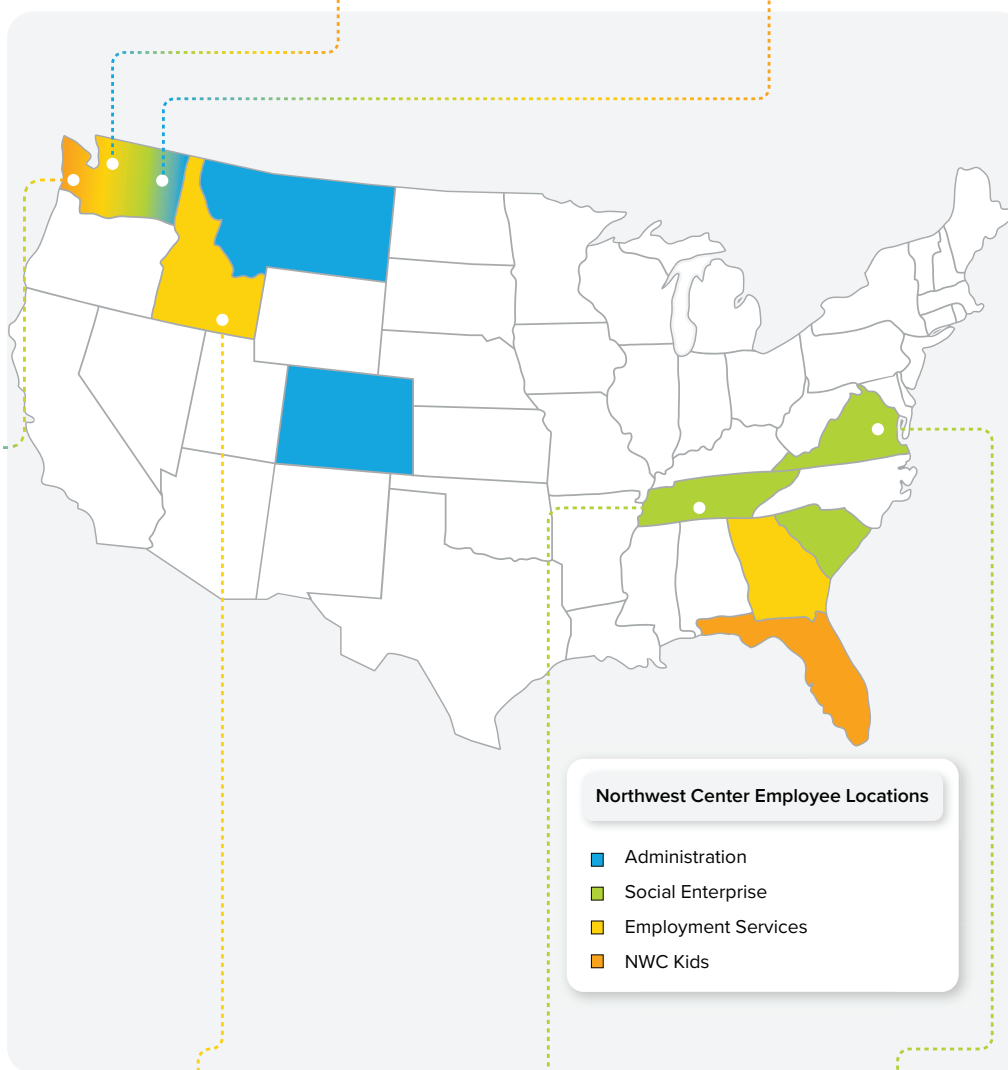 Northwest Center Employee Locations
Administration
Social Enterprise
Employment Services
NWC Kids